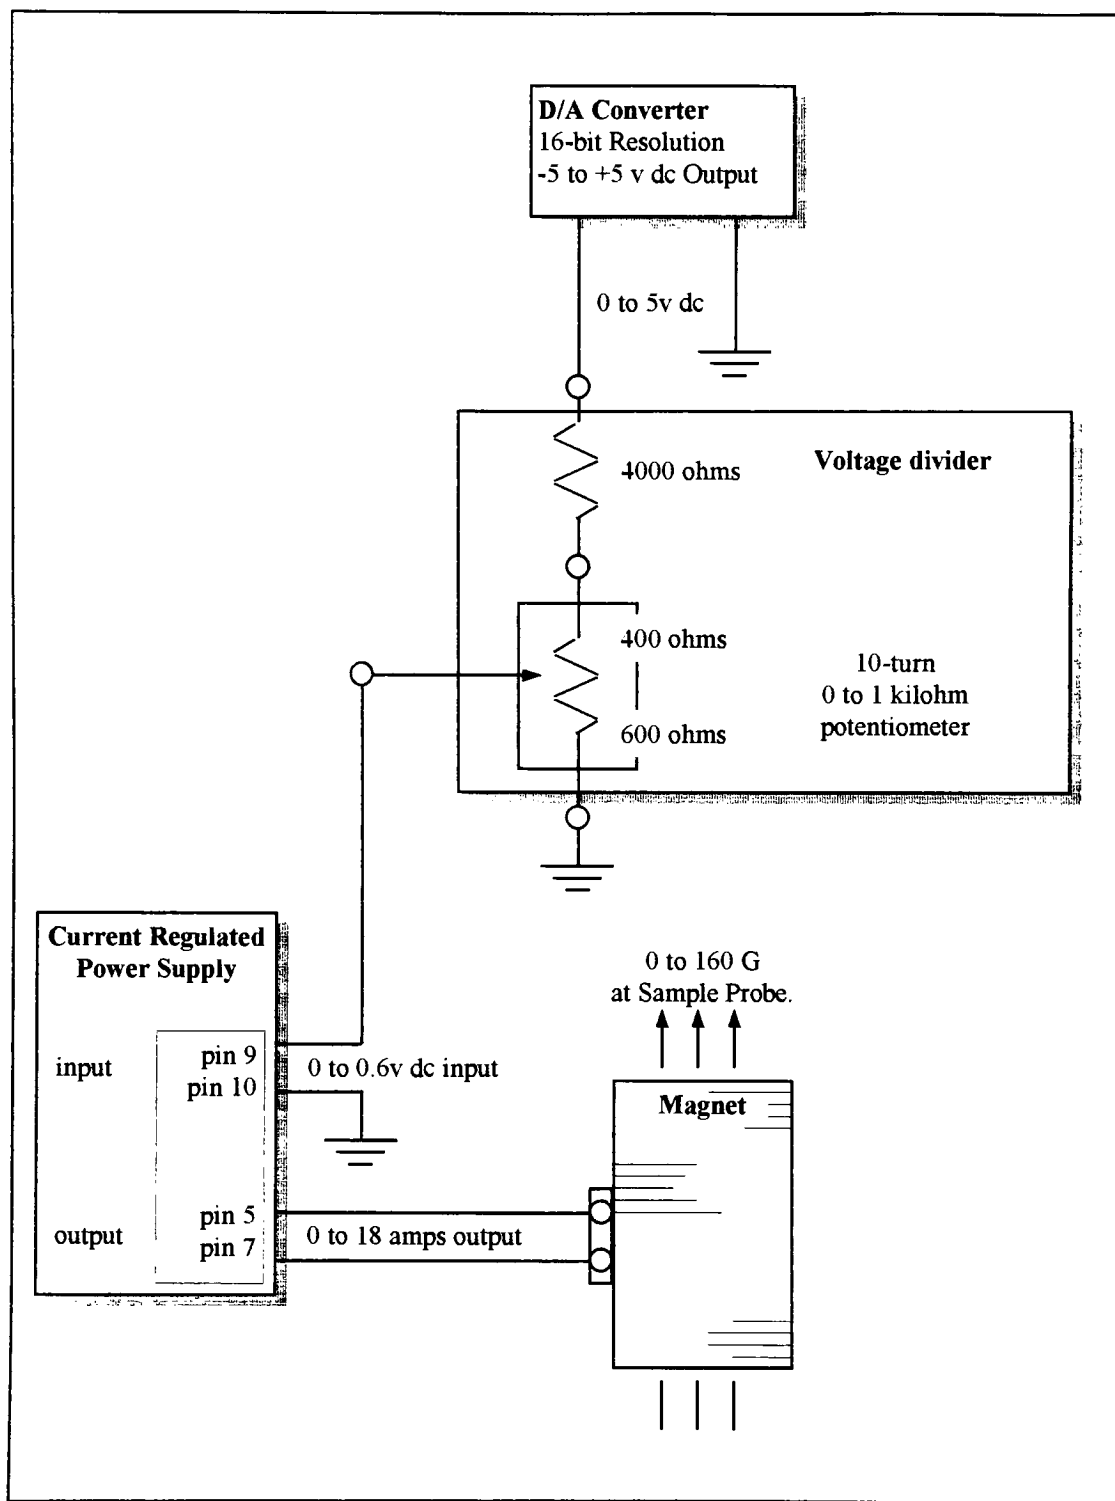 D/A Converter
16-bit Resolution
-5 to +5 v dc Output
0 to 5v dc
4000 ohms
Voltage divider
400 ohms
600 ohms
10-turn
0 to 1 kilohm
potentiometer
Current Regulated
Power Supply
input
pin 9
pin 10
0 to 0.6v dc input
output
pin 5
pin 7
0 to 18 amps output
0 to 160 G
at Sample Probe.
Magnet